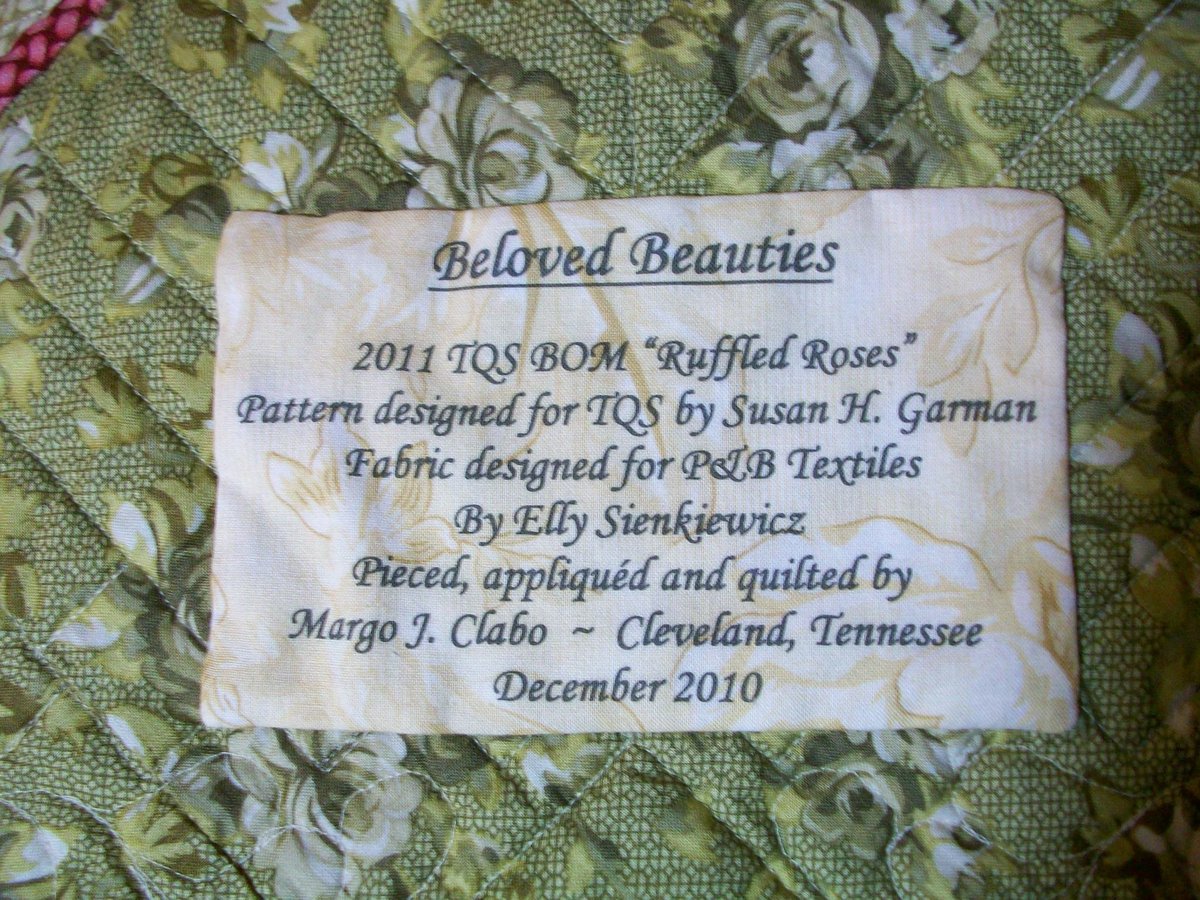 Beloved Beauties
2011 TQS BOM “Ruffled Roses”
Pattern designed for TQS by Susan H. Garman
Fabric designed for P&B Textiles
By Elly Sienkiewicz
Pieced, appliquéd and quilted by
Margo J. Clabo ~ Cleveland, Tennessee
December 2010